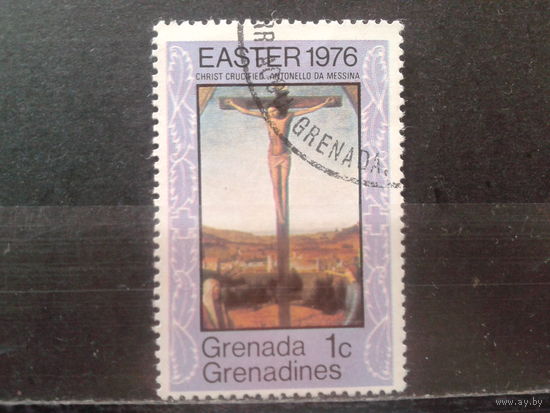 EASTER 1976
CHRIST CRUCIFIED ANTONELLO DA MESSINA
GRENADA.
Grenada 1c
Grenadines
www.ay.by